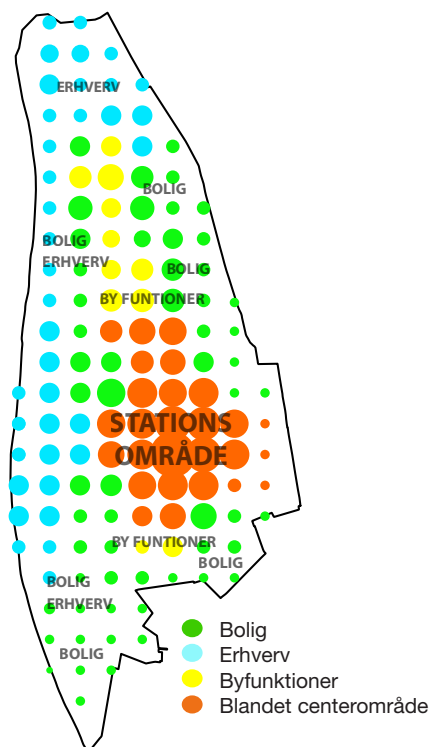 ERHVERV
BOLIG
BOLIG
ERHVERV
BOLIG
BY FUNTIONER
STATIONS
OMRÅDE
BY FUNTIONER
BOLIG
BOLIG
ERHVERV
BOLIG
Bolig
Erhverv
Byfunktioner
Blandet centerområde